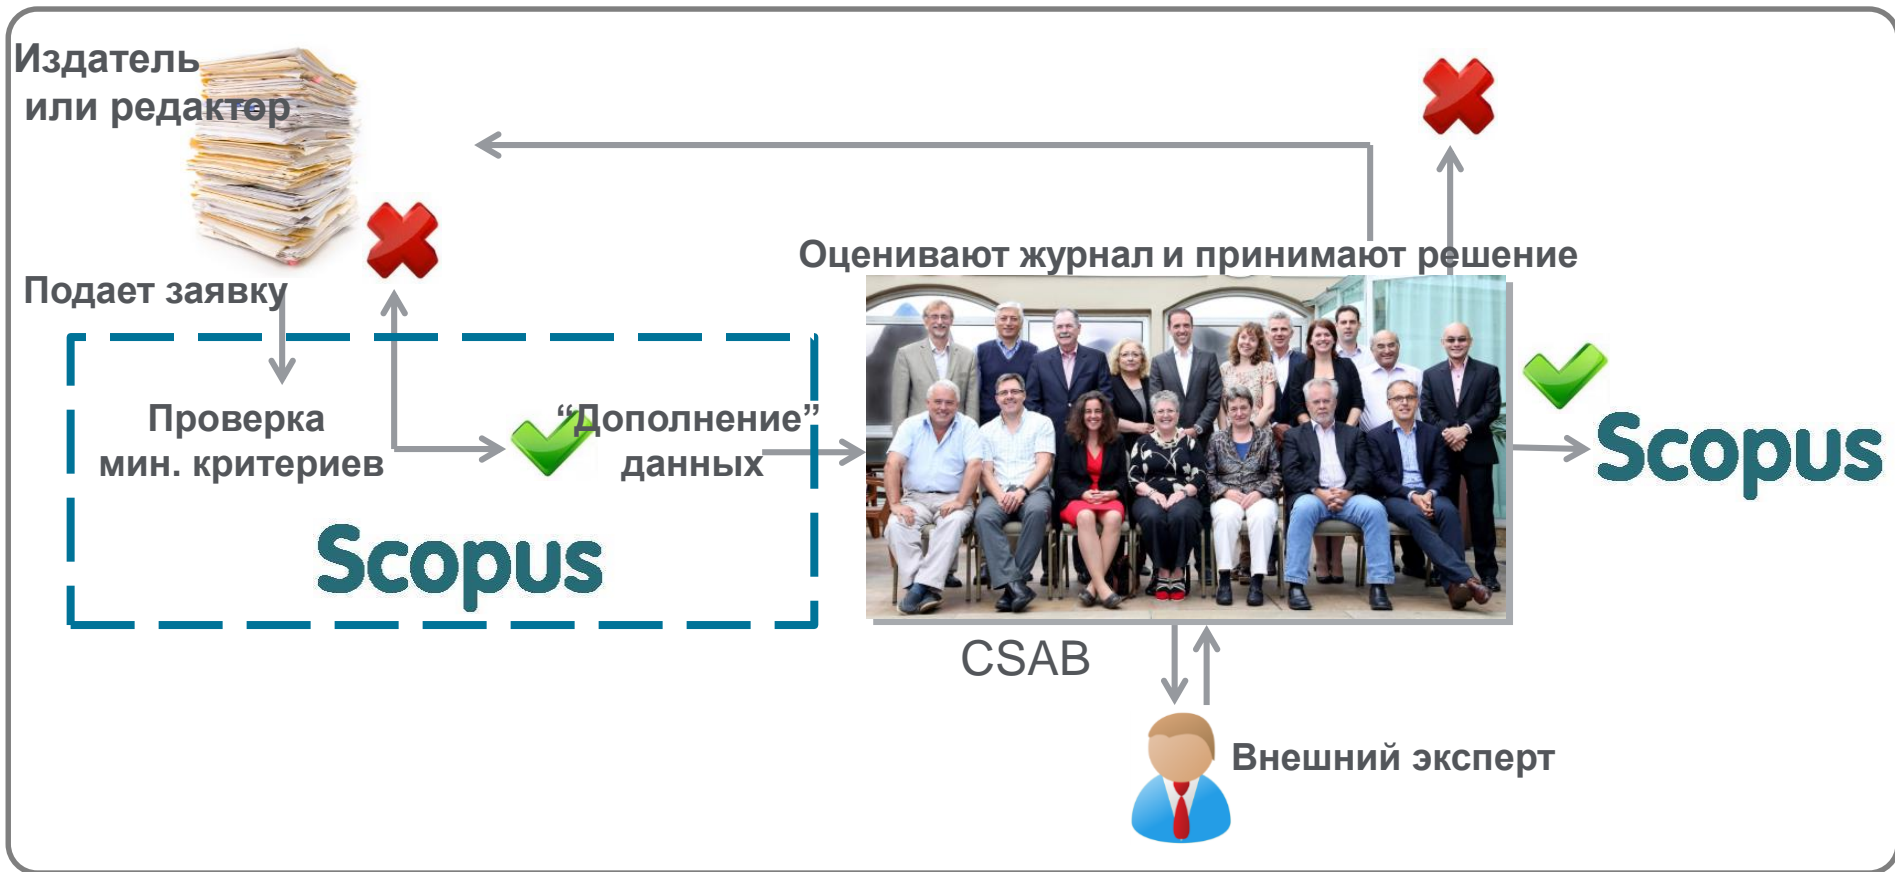 Издатель
или редактор
Подает заявку
Проверка
мин. критериев
“Дополнение”
данных
Scopus
Оценивают журнал и принимают решение
CSAB
Внешний эксперт
Scopus